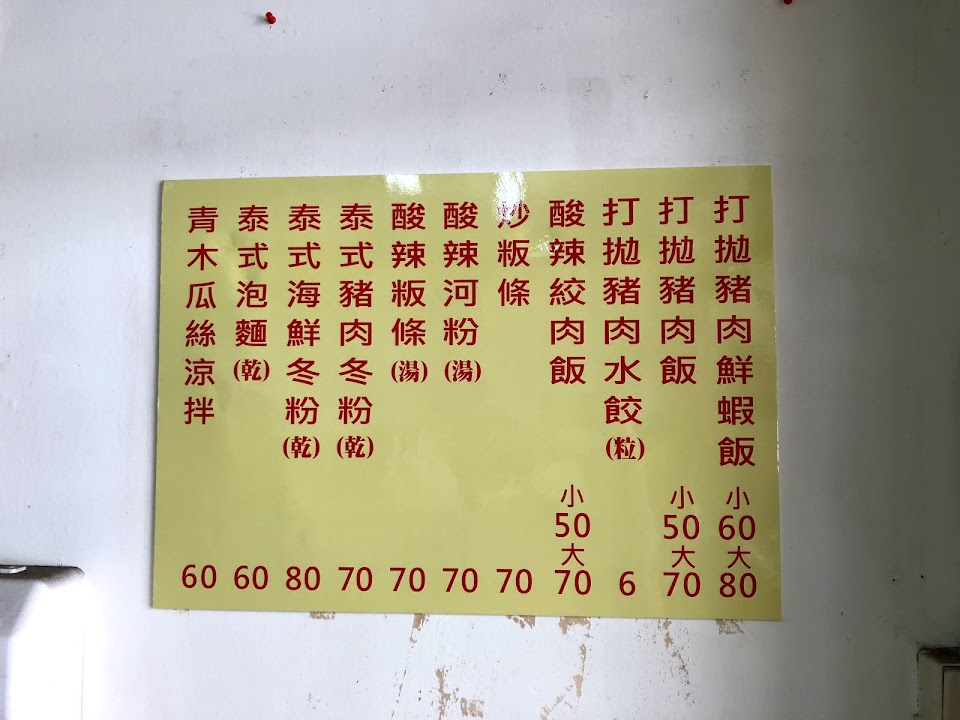 打拋豬肉鮮蝦飯 小60大80
打拋豬肉飯 小50大70
打拋豬肉水餃(粒) 6
酸辣絞肉飯 小50大70
炒粄條 70
酸辣河粉(湯) 70
酸辣粄條(湯) 70
泰式豬肉冬粉(乾) 70
泰式海鮮冬粉(乾) 80
泰式泡麵(乾) 60
青木瓜絲涼拌 60